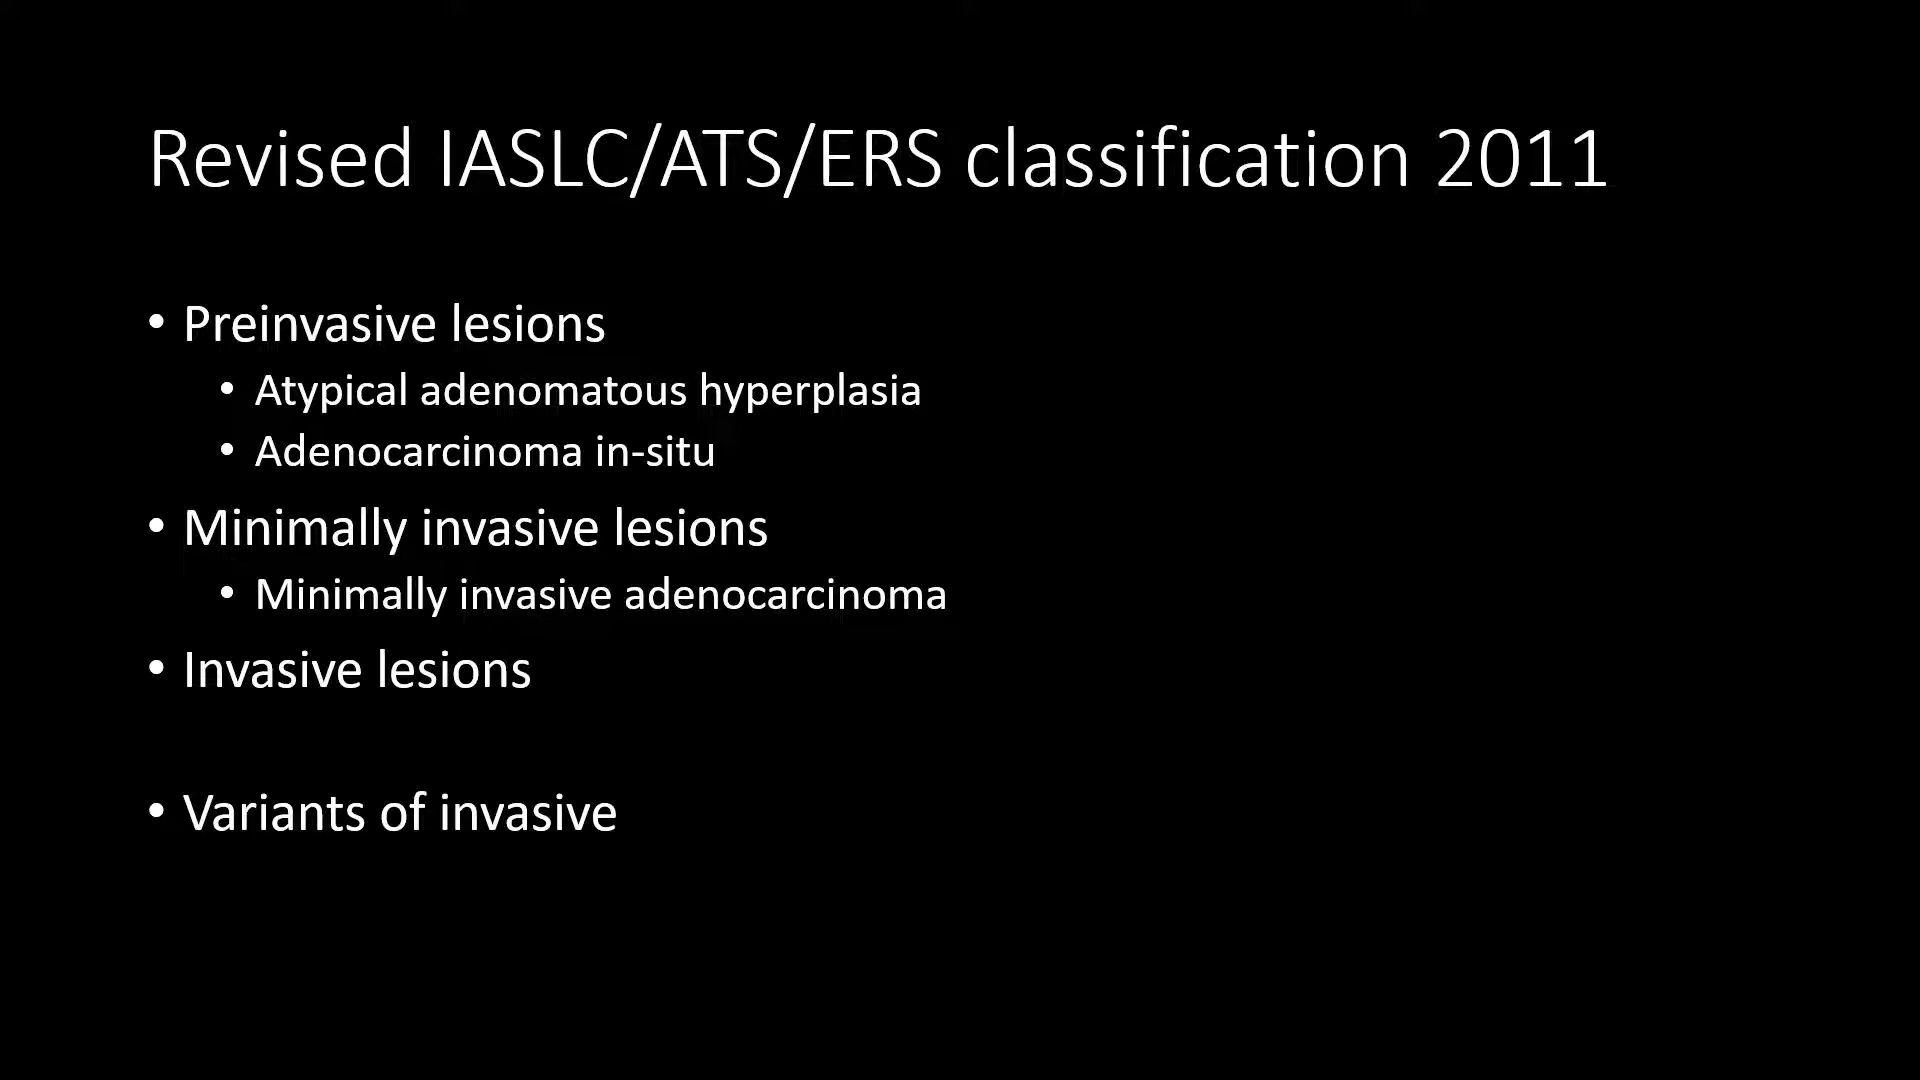 Revised IASLC/ATS/ERS classification 2011
• Preinvasive lesions
• Atypical adenomatous hyperplasia
• Adenocarcinoma in-situ
• Minimally invasive lesions
• Minimally invasive adenocarcinoma
• Invasive lesions
• Variants of invasive